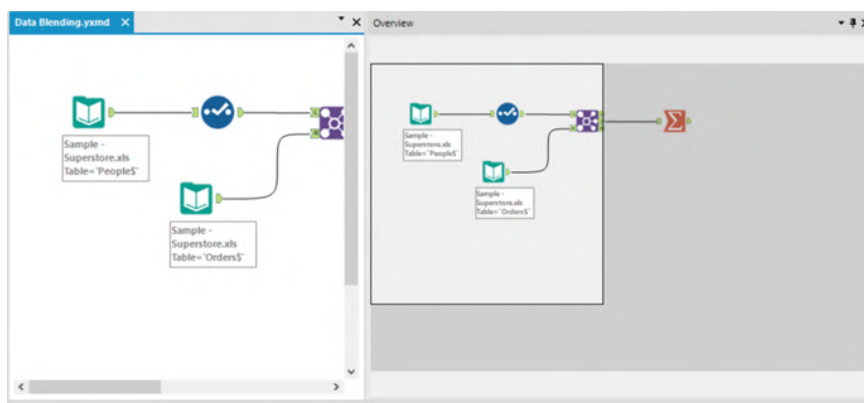 Data Blending.yxmd X
Overview
Sample -
Superstore.xls
Table=`People$`
Sample -
Superstore.xls
Table=`Orders$`
Sample -
Superstore.xls
Table=`People$`
Sample -
Superstore.xls
Table=`Orders$`